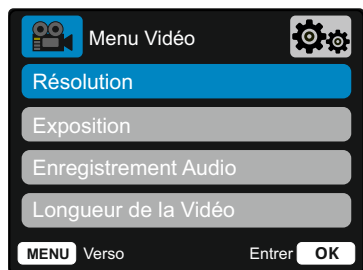 Menu Vidéo
Résolution
Exposition
Enregistrement Audio
Longueur de la Vidéo
MENU Verso Entrer OK